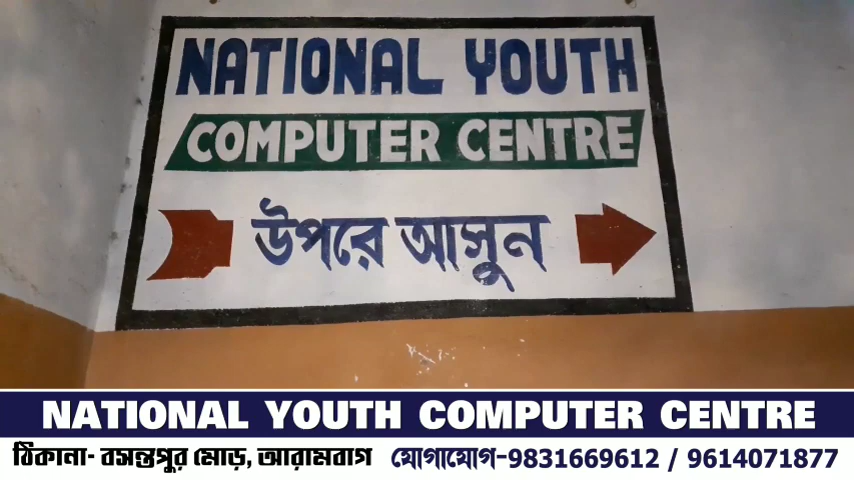 NATIONAL YOUTH
COMPUTER CENTRE
উপরে আসুন
NATIONAL YOUTH COMPUTER CENTRE
ঠিকানা- বসন্তপুর মোড়, আরামবাগ যোগাযোগ-9831669612 / 9614071877